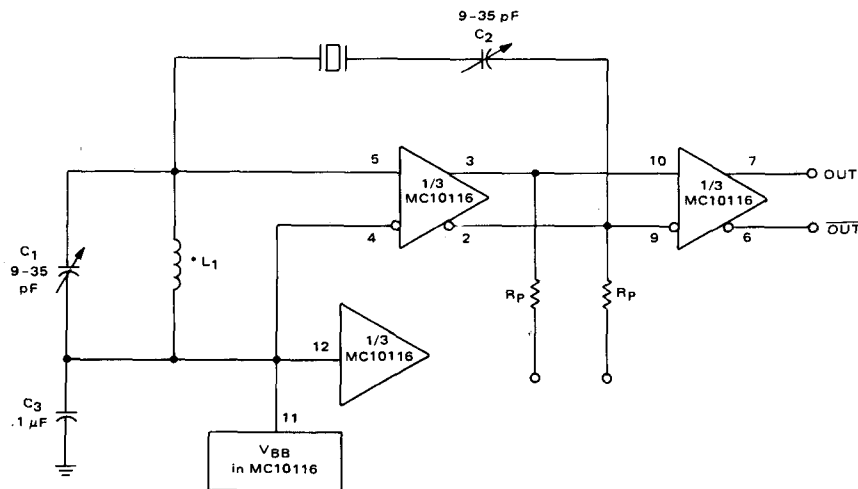 9-35 pF
C2
5
3
10
7
OUT
1/3
MC10116
1/3
MC10116
4
2
9
6
OUT
C1
9-35
pF
* L1
RP
RP
12
1/3
MC10116
C3
.1 μF
11
VBB
in MC10116